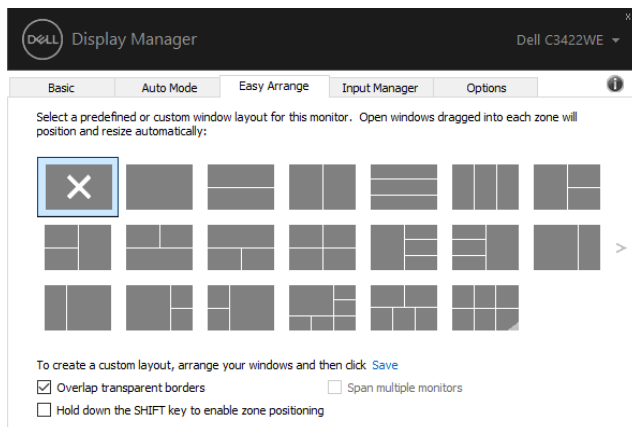 x
DELL Display Manager Dell C3422WE
Basic Auto Mode Easy Arrange Input Manager Options i
Select a predefined or custom window layout for this monitor. Open windows dragged into each zone will
position and resize automatically:
>
To create a custom layout, arrange your windows and then click Save
Overlap transparent borders Span multiple monitors
Hold down the SHIFT key to enable zone positioning